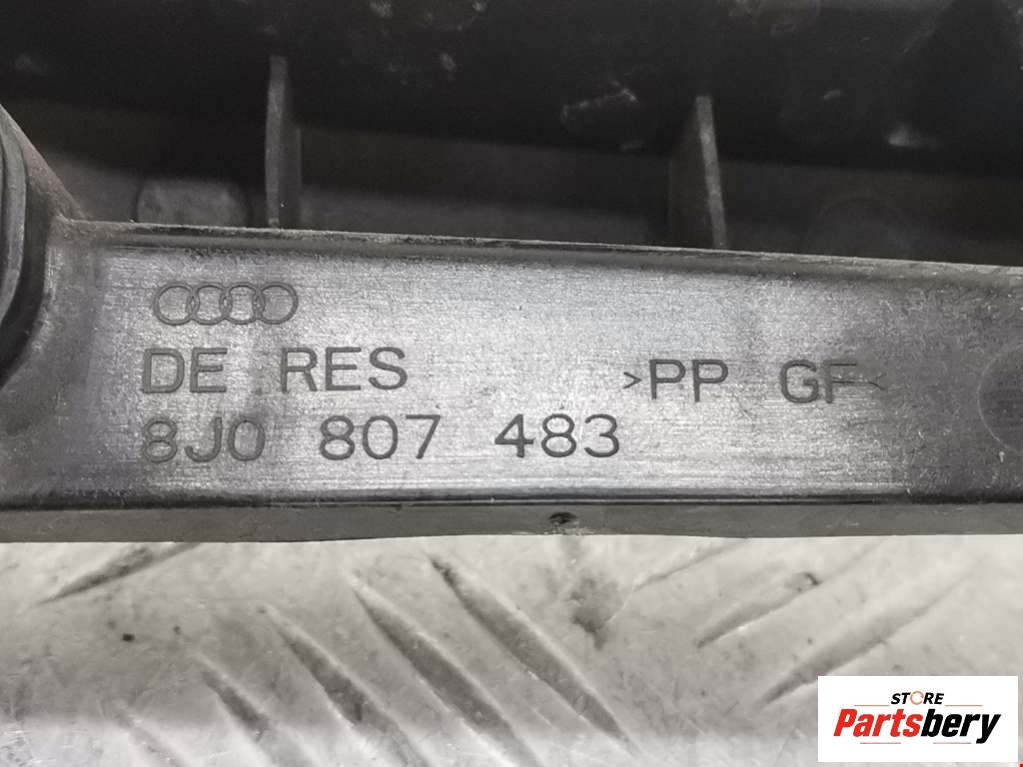 DE RES >PP GF<
8J0 807 483
STORE
Partsbery